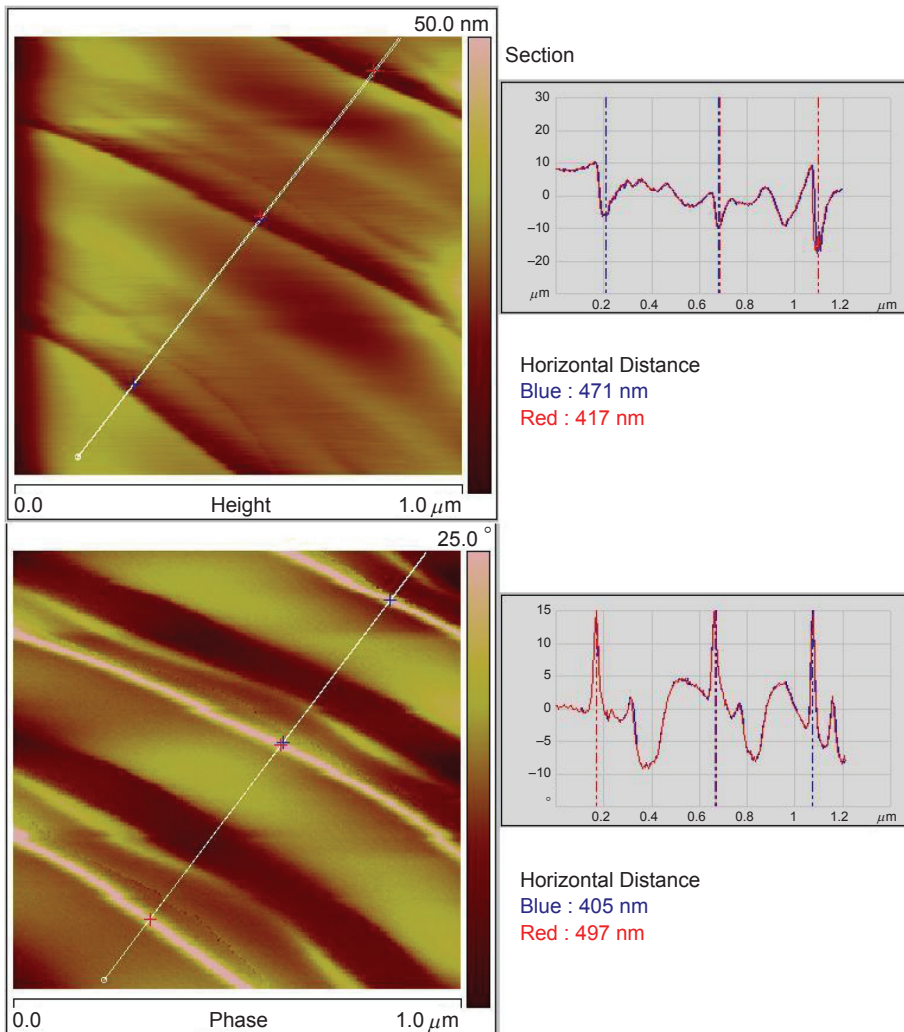 50.0 nm
0.0 Height 1.0 μm
Section
30
20
10
0
−10
−20
μm
0.2 0.4 0.6 0.8 1 1.2 μm
Horizontal Distance
Blue : 471 nm
Red : 417 nm
25.0 °
0.0 Phase 1.0 μm
15
10
5
0
−5
−10
°
0.2 0.4 0.6 0.8 1 1.2 μm
Horizontal Distance
Blue : 405 nm
Red : 497 nm